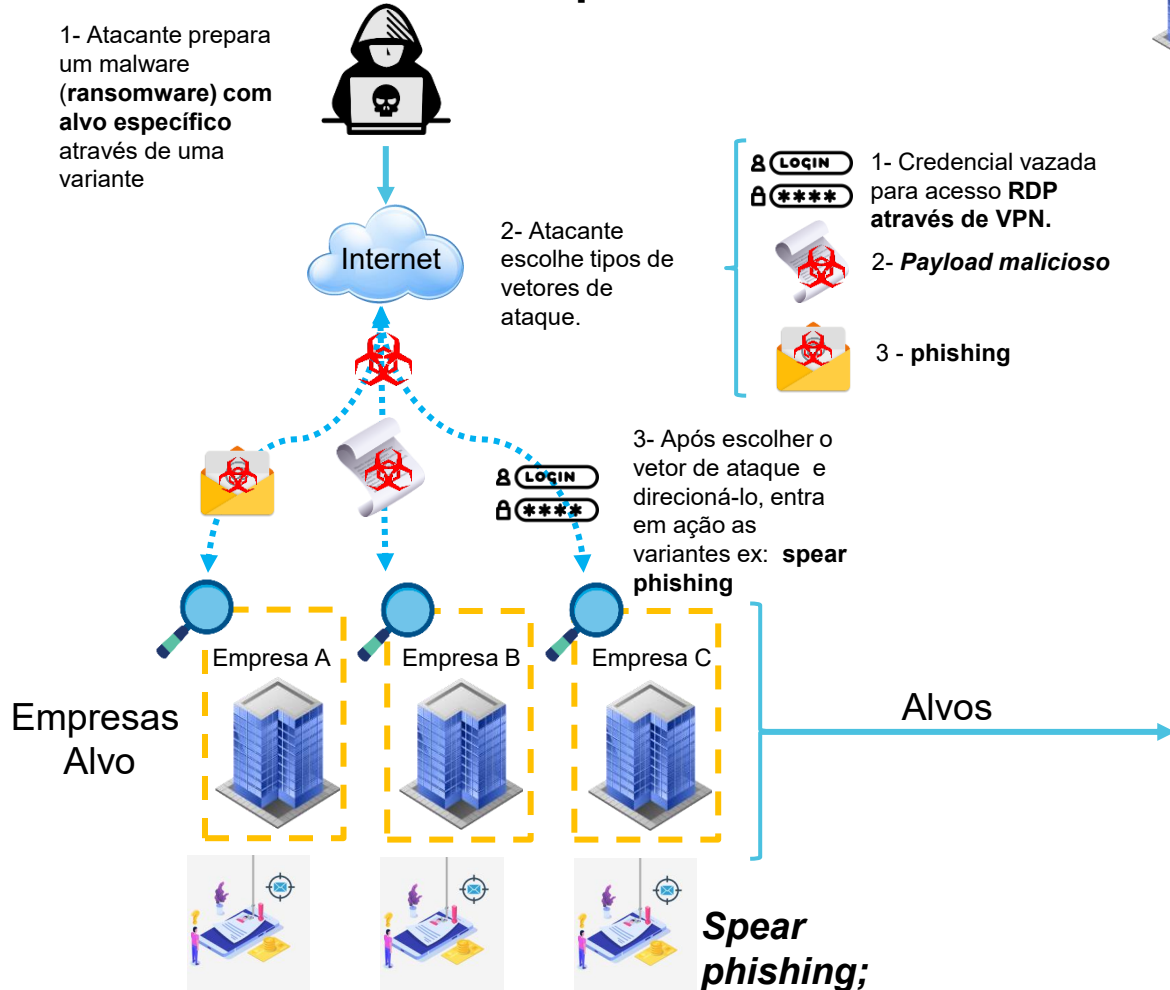 1- Atacante prepara
um malware
(ransomware) com
alvo específico
através de uma
variante
Internet
2- Atacante
escolhe tipos de
vetores de
ataque.
LOGIN
****
1- Credencial vazada
para acesso RDP
através de VPN.
2- Payload malicioso
3 - phishing
LOGIN
****
3- Após escolher o
vetor de ataque e
direcioná-lo, entra
em ação as
variantes ex: spear
phishing
Empresas
Alvo
Empresa A
Empresa B
Empresa C
Alvos
Spear
phishing;